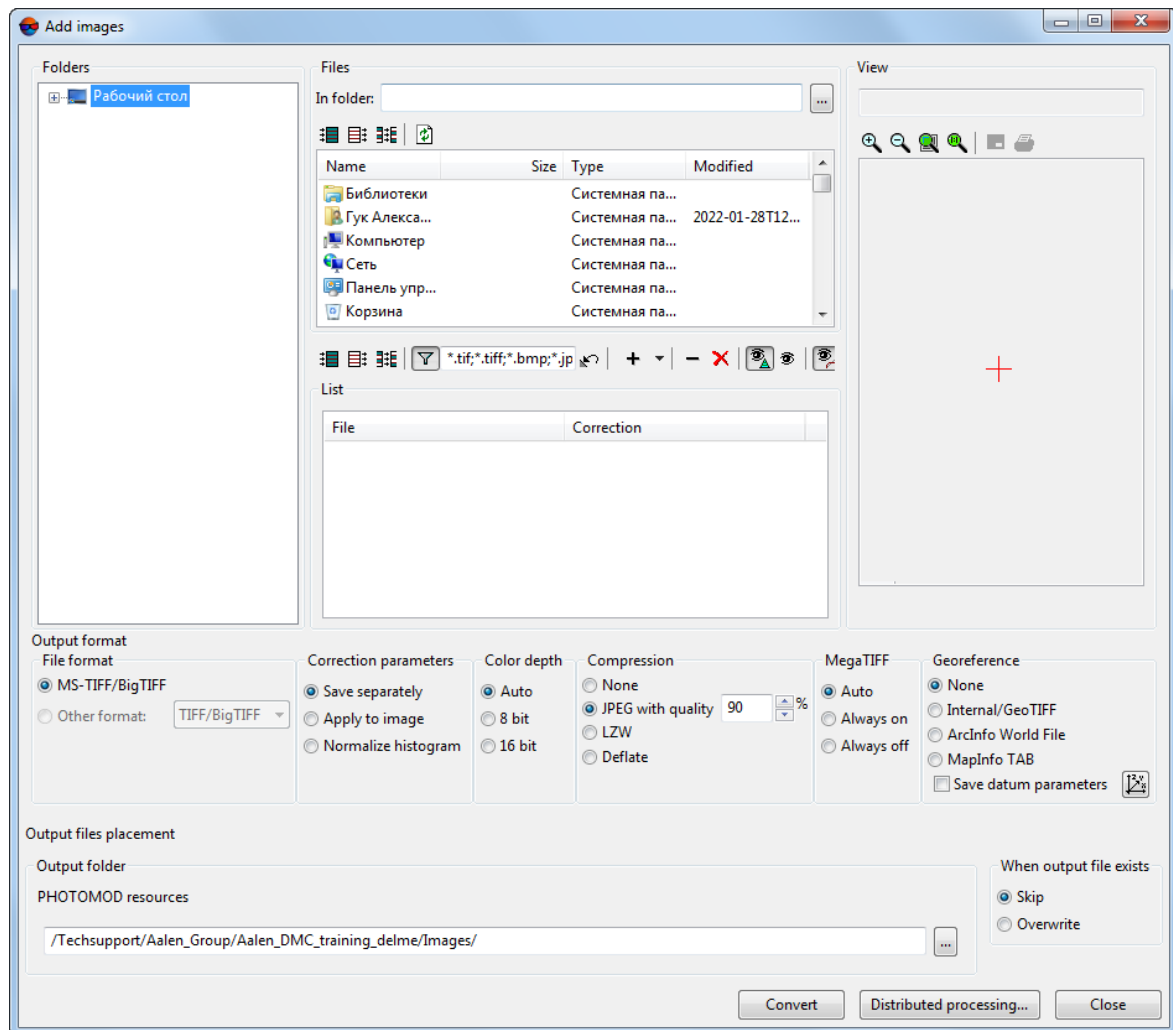 Add images
Folders
Рабочий стол
Files
In folder:
...
Name Size Type Modified
Библиотеки Системная па...
Гук Алекса... Системная па... 2022-01-28T12...
Компьютер Системная па...
Сеть Системная па...
Панель упр... Системная па...
Корзина Системная па...
*.tif;*.tiff;*.bmp;*.jp
List
File Correction
View
Output format
File format
MS-TIFF/BigTIFF
Other format: TIFF/BigTIFF
Correction parameters
Save separately
Apply to image
Normalize histogram
Color depth
Auto
8 bit
16 bit
Compression
None
JPEG with quality 90 %
LZW
Deflate
MegaTIFF
Auto
Always on
Always off
Georeference
None
Internal/GeoTIFF
ArcInfo World File
MapInfo TAB
Save datum parameters
Output files placement
Output folder
PHOTOMOD resources
/Techsupport/Aalen_Group/Aalen_DMC_training_delme/Images/
...
When output file exists
Skip
Overwrite
Convert Distributed processing... Close